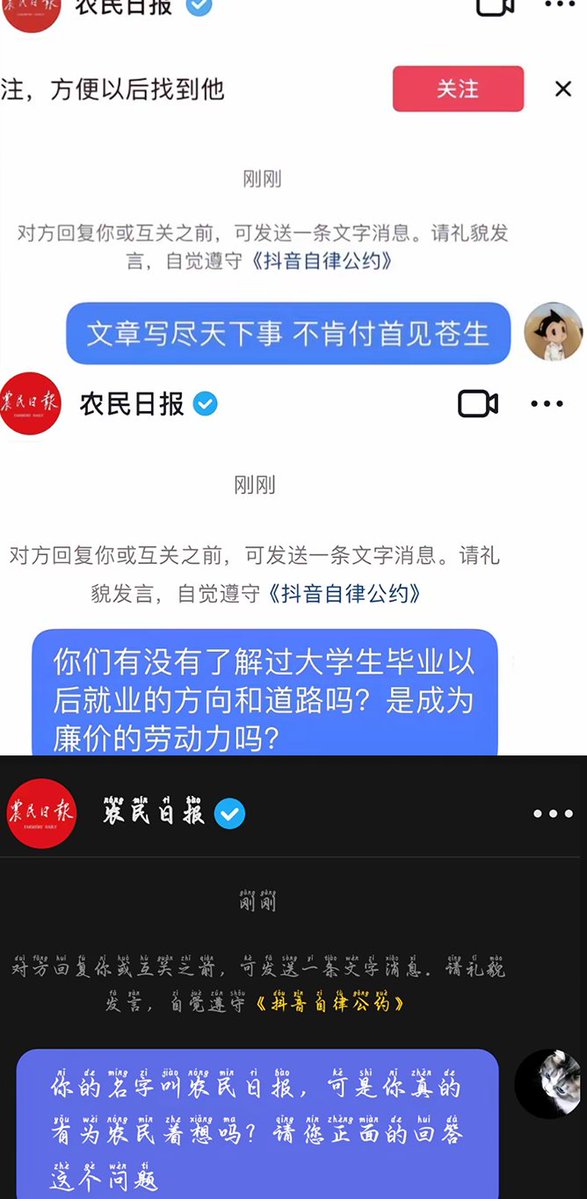 农民日报
注，方便以后找到他
关注
刚刚
对方回复你或互关之前，可发送一条文字消息。请礼貌发
言，自觉遵守《抖音自律公约》
文章写尽天下事 不肯付首见苍生
农民日报
农民日报
刚刚
对方回复你或互关之前，可发送一条文字消息。请礼
貌发言，自觉遵守《抖音自律公约》
你们有没有了解过大学生毕业以
后就业的方向和道路吗？是成为
廉价的劳动力吗？
农民日报
FARMERS' DAILY
农民日报
刚刚
对方回复你或互关之前，可发送一条文字消息。请礼貌
发言，自觉遵守《抖音自律公约》
你的名字叫农民日报，可是你真的
有为农民着想吗？请您正面的回答
这个问题